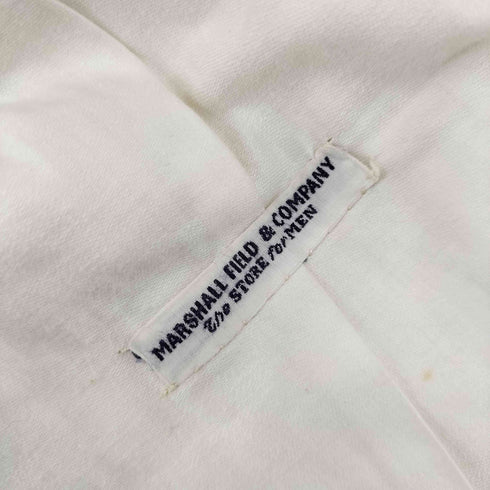 MARSHALL FIELD & COMPANY
The STORE for MEN